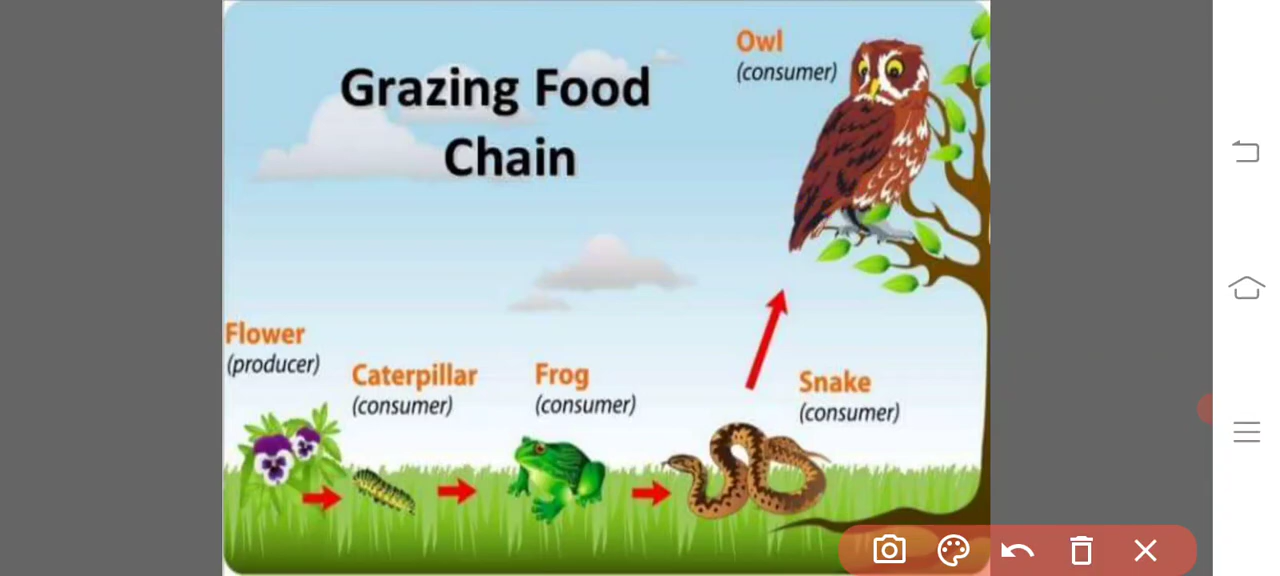 Grazing Food
Chain
Owl
(consumer)
Flower
(producer)
Caterpillar
(consumer)
Frog
(consumer)
Snake
(consumer)